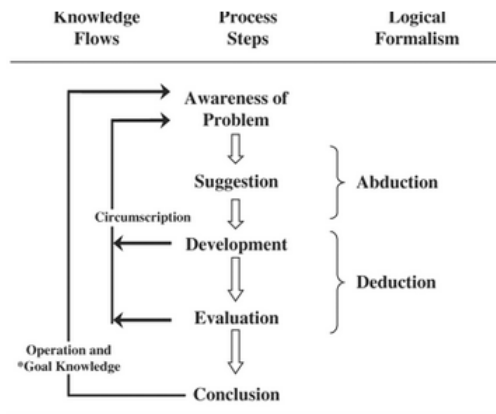 Knowledge Flows
Process Steps
Logical Formalism
Awareness of
Problem
Suggestion
Abduction
Circumscription
Development
Deduction
Evaluation
Operation and
*Goal Knowledge
Conclusion